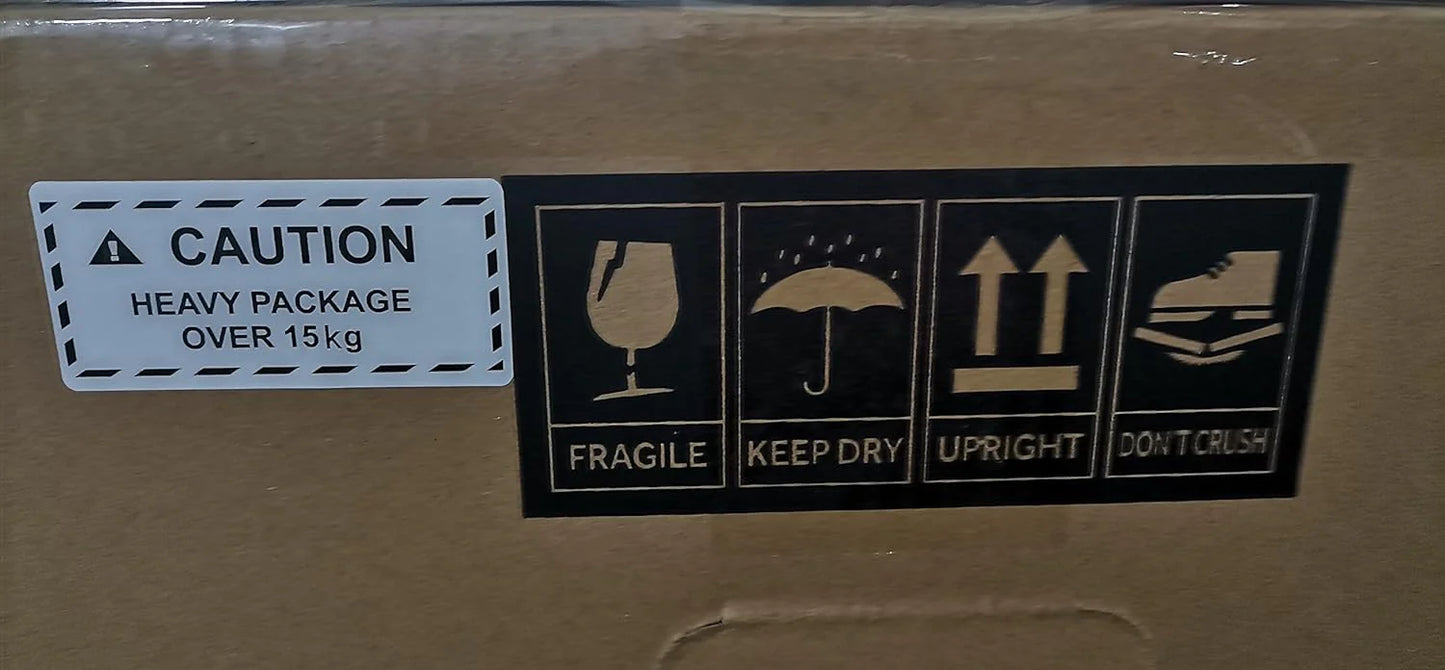 CAUTION
HEAVY PACKAGE
OVER 15kg
FRAGILE
KEEP DRY
UPRIGHT
DON'T CRUSH